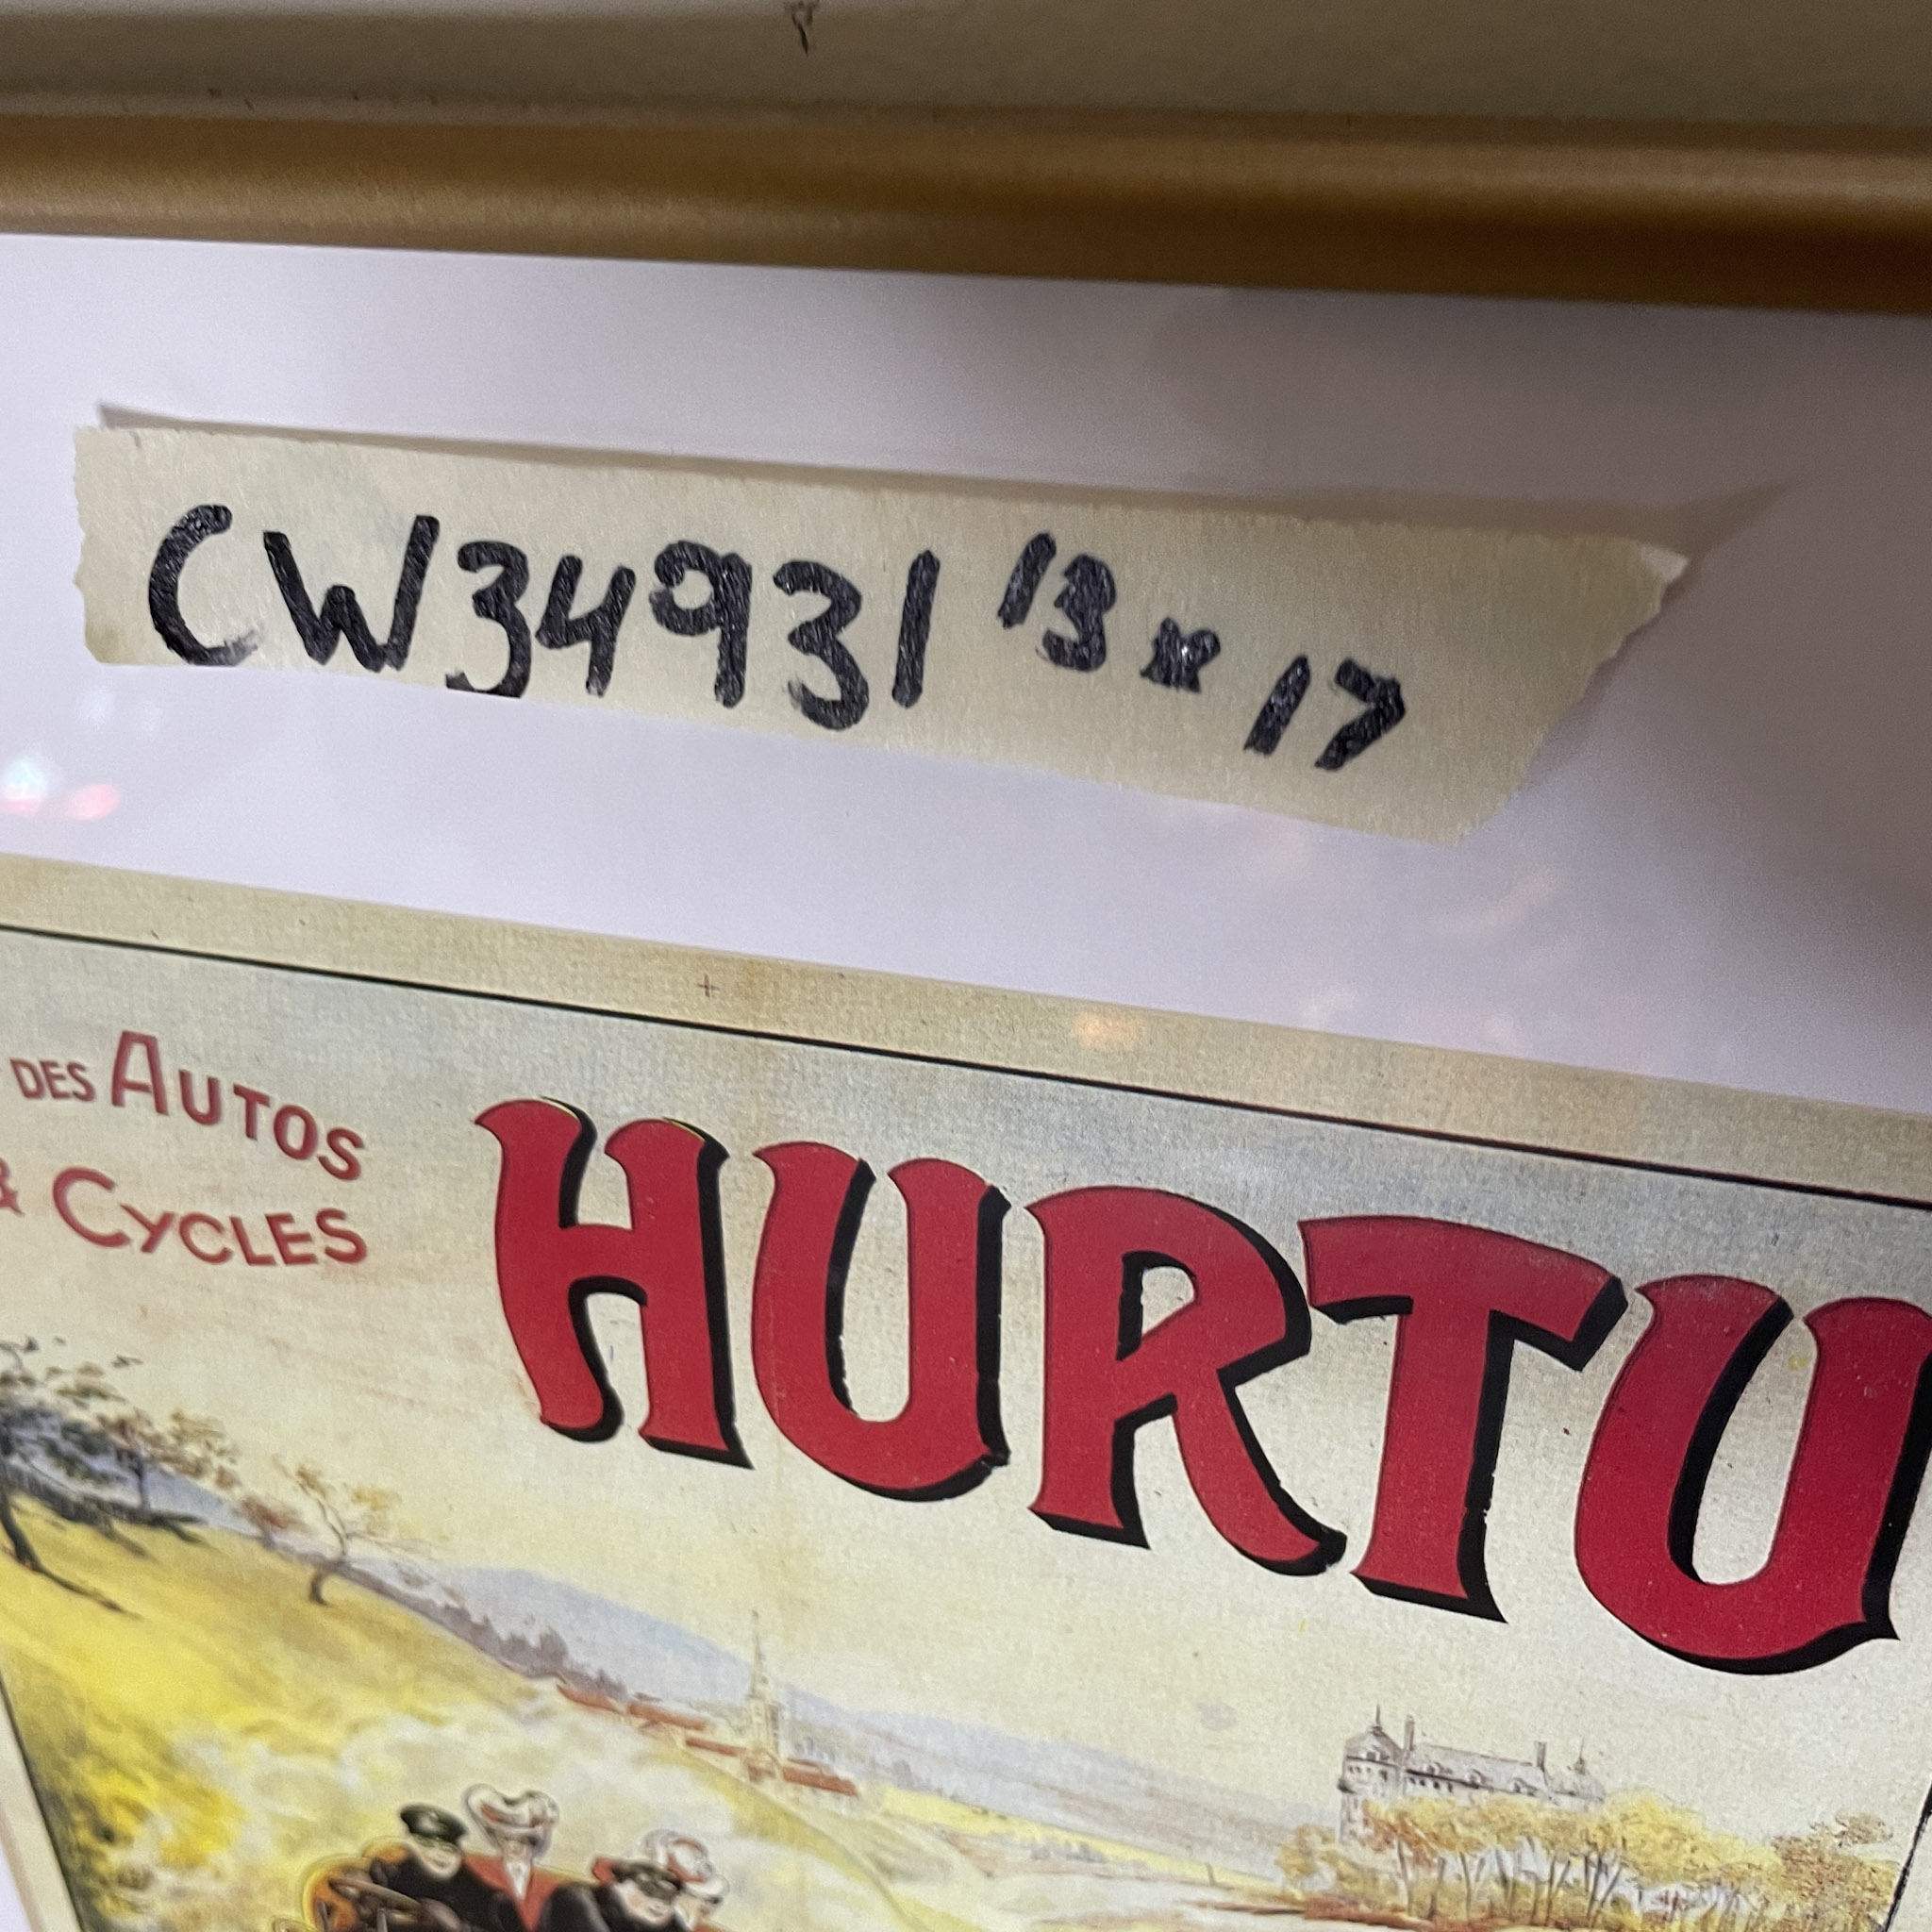 CW34931 13 x 17
DES AUTOS
& CYCLES
HURTU